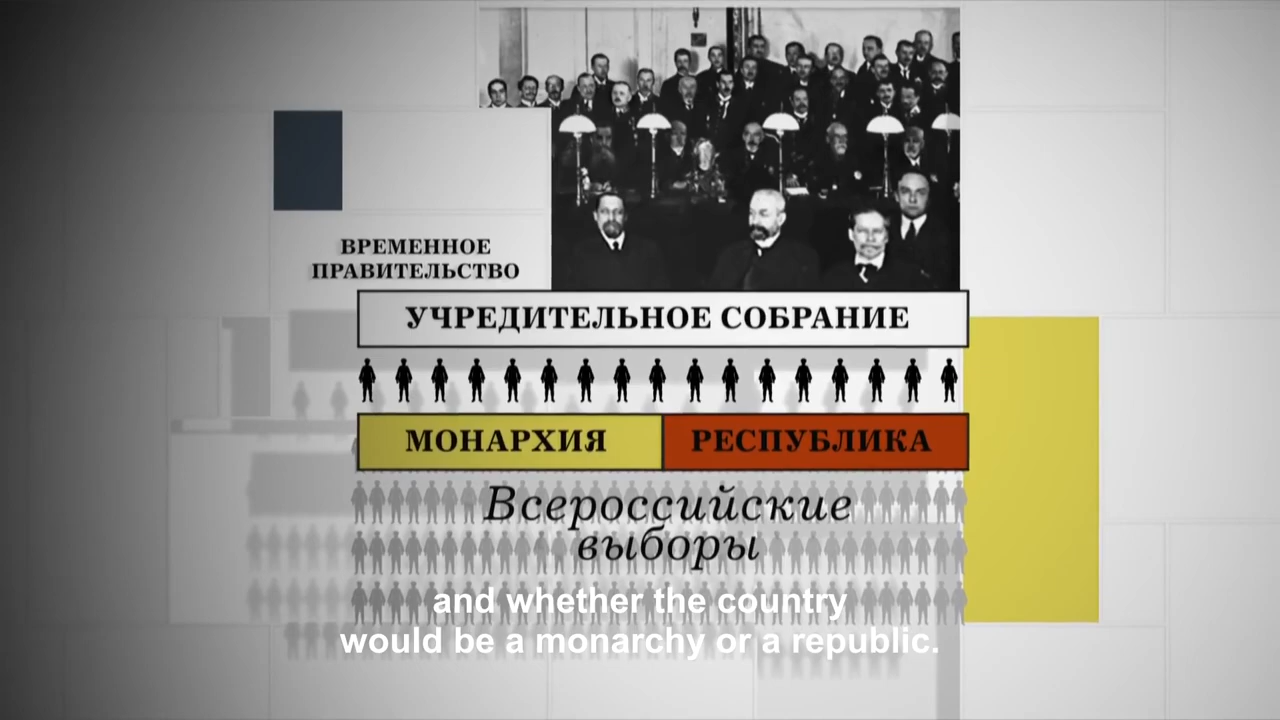 ВРЕМЕННОЕ
ПРАВИТЕЛЬСТВО
УЧРЕДИТЕЛЬНОЕ СОБРАНИЕ
МОНАРХИЯ РЕСПУБЛИКА
Всероссийские
выборы
and whether the country
would be a monarchy or a republic.